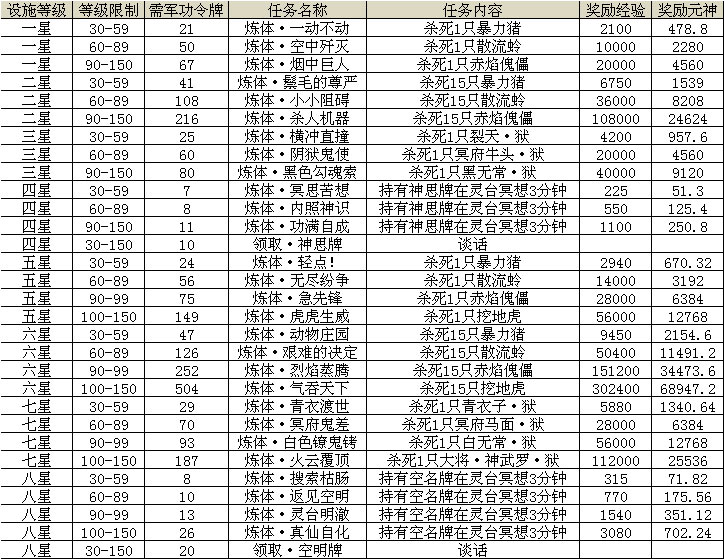 设施等级 等级限制 需军功令牌 任务名称 任务内容 奖励经验 奖励元神
一星 30-59 21 炼体·一动不动 杀死1只暴力猪 2100 478.8
一星 60-89 50 炼体·空中歼灭 杀死1只散流蛉 10000 2280
一星 90-150 67 炼体·烟中巨人 杀死1只赤焰傀儡 20000 4560
二星 30-59 41 炼体·鬃毛的尊严 杀死15只暴力猪 6750 1539
二星 60-89 108 炼体·小小阻碍 杀死15只散流蛉 36000 8208
二星 90-150 216 炼体·杀人机器 杀死15只赤焰傀儡 108000 24624
三星 30-59 25 炼体·横冲直撞 杀死1只裂天·狱 4200 957.6
三星 60-89 60 炼体·阴狱鬼使 杀死1只冥府牛头·狱 20000 4560
三星 90-150 80 炼体·黑色勾魂索 杀死1只黑无常·狱 40000 9120
四星 30-59 7 炼体·冥思苦想 持有神思牌在灵台冥想3分钟 225 51.3
四星 60-89 8 炼体·内照神识 持有神思牌在灵台冥想3分钟 550 125.4
四星 90-150 11 炼体·功满自成 持有神思牌在灵台冥想3分钟 1100 250.8
四星 30-150 10 领取·神思牌 谈话
五星 30-59 24 炼体·轻点! 杀死1只暴力猪 2940 670.32
五星 60-89 56 炼体·无尽纷争 杀死1只散流蛉 14000 3192
五星 90-99 75 炼体·急先锋 杀死1只赤焰傀儡 28000 6384
五星 100-150 149 炼体·虎虎生威 杀死1只挖地虎 56000 12768
六星 30-59 47 炼体·动物庄园 杀死15只暴力猪 9450 2154.6
六星 60-89 126 炼体·艰难的决定 杀死15只散流蛉 50400 11491.2
六星 90-99 252 炼体·烈焰蒸腾 杀死15只赤焰傀儡 151200 34473.6
六星 100-150 504 炼体·气吞天下 杀死15只挖地虎 302400 68947.2
七星 30-59 29 炼体·青衣渡世 杀死1只青衣子·狱 5880 1340.64
七星 60-89 70 炼体·冥府鬼差 杀死1只冥府马面·狱 28000 6384
七星 90-99 93 炼体·白色镣鬼铐 杀死1只白无常·狱 56000 12768
七星 100-150 187 炼体·火云覆顶 杀死1只大将·神武罗·狱 112000 25536
八星 30-59 8 炼体·搜索枯肠 持有空名牌在灵台冥想3分钟 315 71.82
八星 60-89 10 炼体·返见空明 持有空名牌在灵台冥想3分钟 770 175.56
八星 90-99 13 炼体·灵台明澈 持有空名牌在灵台冥想3分钟 1540 351.12
八星 100-150 26 炼体·真仙自化 持有空名牌在灵台冥想3分钟 3080 702.24
八星 30-150 20 领取·空明牌 谈话